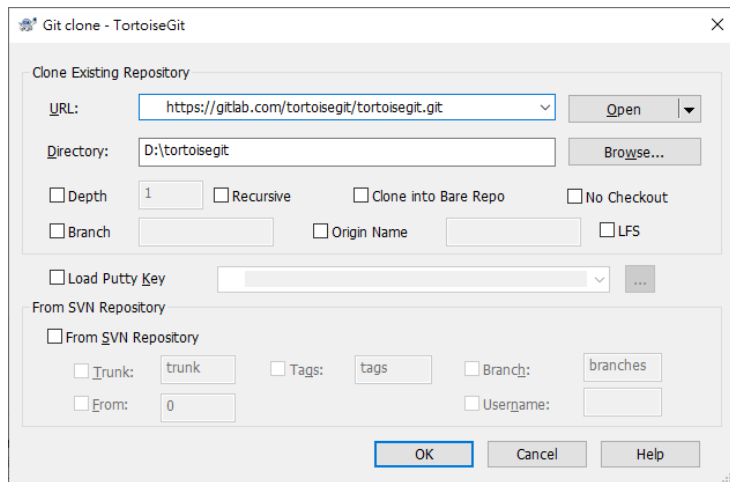 Git clone - TortoiseGit
Clone Existing Repository
URL: https://gitlab.com/tortoisegit/tortoisegit.git Open
Directory: D:\tortoisegit Browse...
Depth 1 Recursive Clone into Bare Repo No Checkout
Branch Origin Name LFS
Load Putty Key ...
From SVN Repository
From SVN Repository
Trunk: trunk Tags: tags Branch: branches
From: 0 Username:
OK Cancel Help